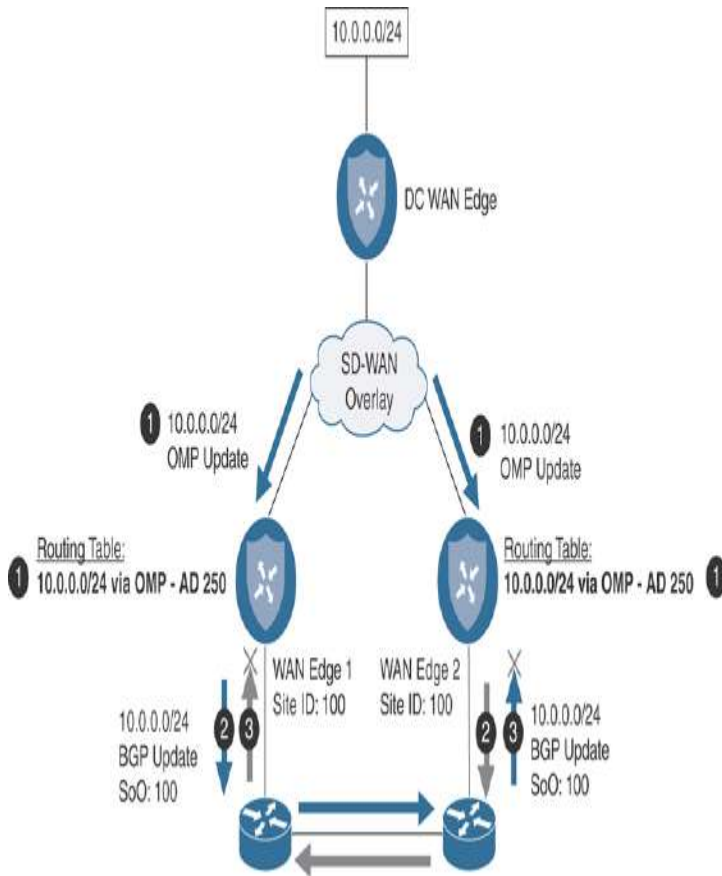 10.0.0.0/24
DC WAN Edge
SD-WAN
Overlay
1 10.0.0.0/24
OMP Update
1 10.0.0.0/24
OMP Update
Routing Table:
1 10.0.0.0/24 via OMP - AD 250
Routing Table:
10.0.0.0/24 via OMP - AD 250 1
WAN Edge 1
Site ID: 100
WAN Edge 2
Site ID: 100
10.0.0.0/24
BGP Update
SoO: 100
2 3
2 3
10.0.0.0/24
BGP Update
SoO: 100